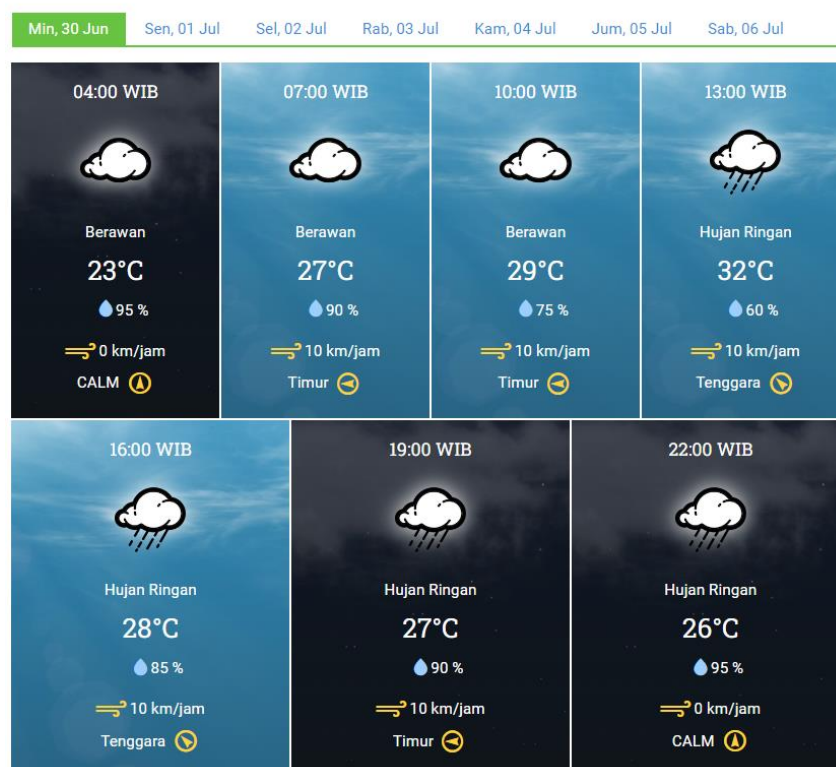 Min, 30 Jun Sen, 01 Jul Sel, 02 Jul Rab, 03 Jul Kam, 04 Jul Jum, 05 Jul Sab, 06 Jul
04:00 WIB
Berawan
23°C
95 %
0 km/jam
CALM
07:00 WIB
Berawan
27°C
90 %
10 km/jam
Timur
10:00 WIB
Berawan
29°C
75 %
10 km/jam
Timur
13:00 WIB
Hujan Ringan
32°C
60 %
10 km/jam
Tenggara
16:00 WIB
Hujan Ringan
28°C
85 %
10 km/jam
Tenggara
19:00 WIB
Hujan Ringan
27°C
90 %
10 km/jam
Timur
22:00 WIB
Hujan Ringan
26°C
95 %
0 km/jam
CALM